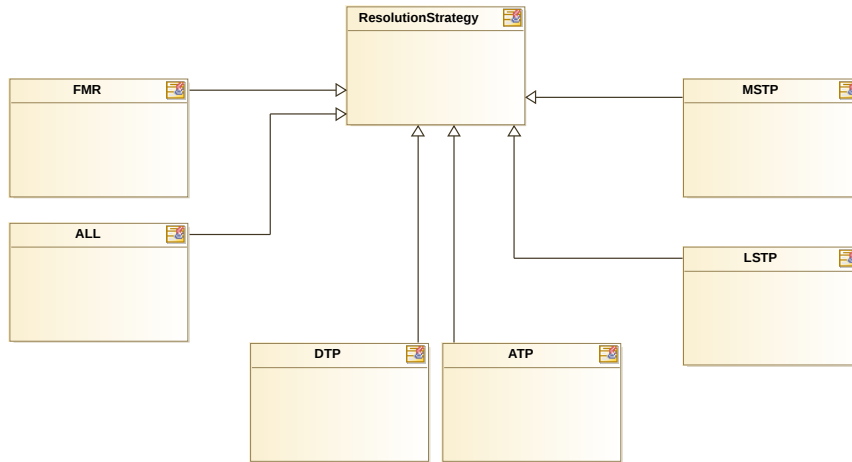 ResolutionStrategy
FMR
MSTP
ALL
LSTP
DTP
ATP